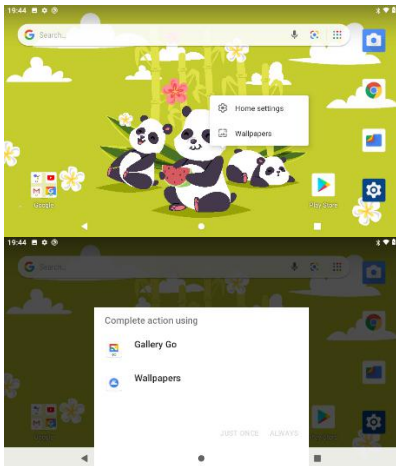 19:44
Search...
Home settings
Wallpapers
Google
Play Store
19:44
Search...
Complete action using
Gallery Go
Wallpapers
JUST ONCE ALWAYS